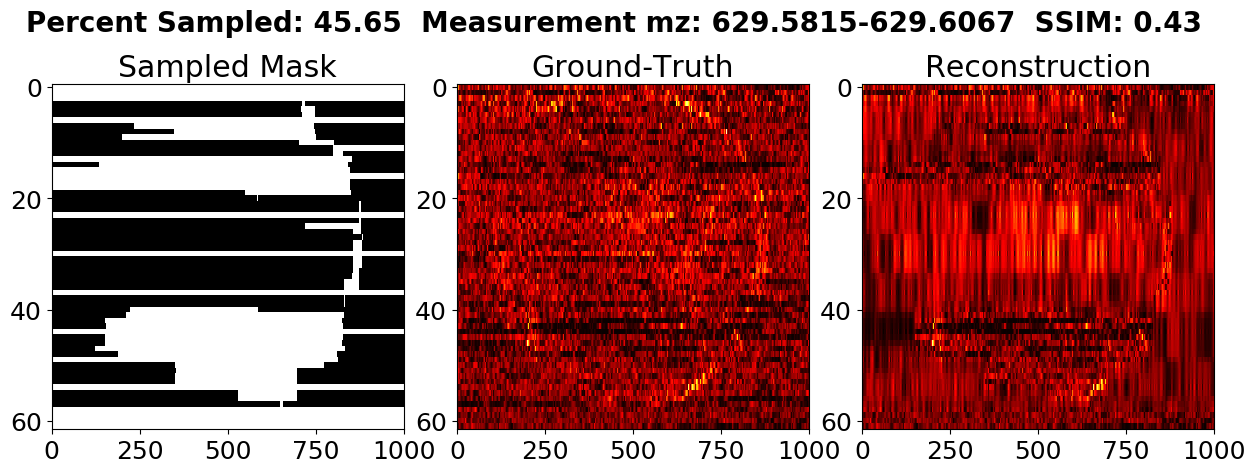 Percent Sampled: 45.65  Measurement mz: 629.5815-629.6067  SSIM: 0.43
Sampled Mask Ground-Truth Reconstruction
0 0 0
20 20 20
40 40 40
60 60 60
0 250 500 750 1000 0 250 500 750 1000 0 250 500 750 1000